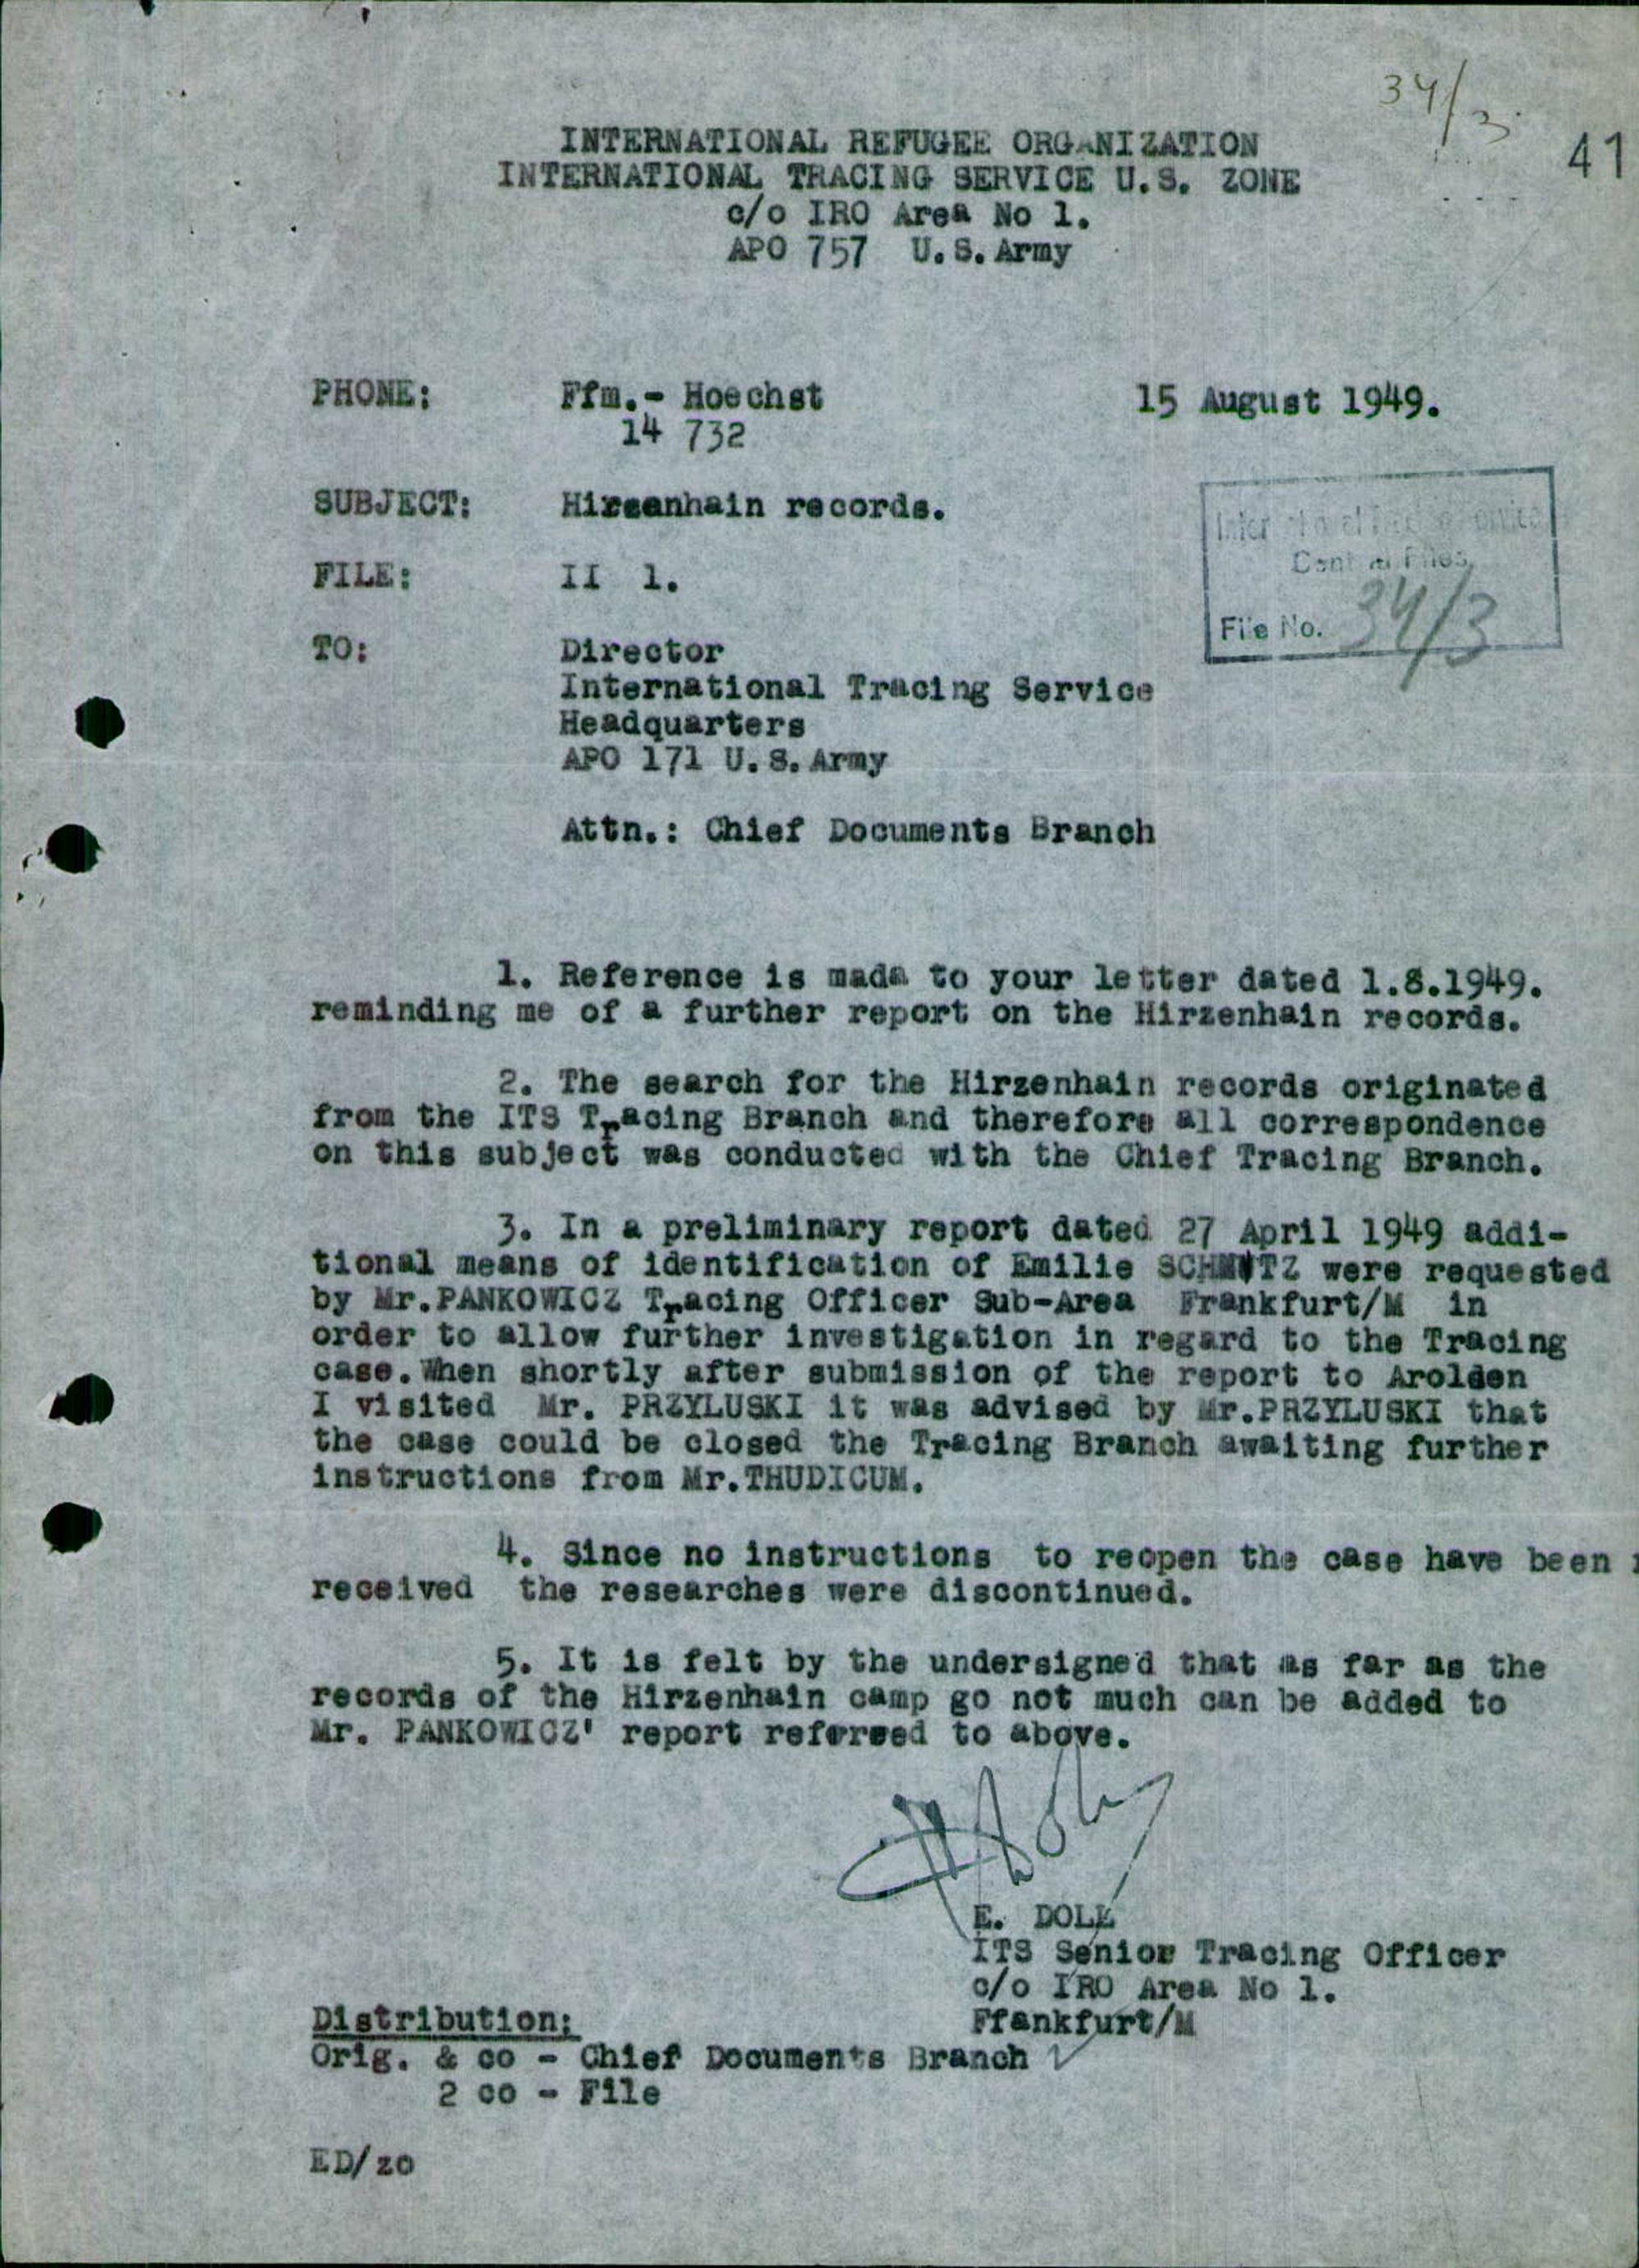 34/3
41
INTERNATIONAL REFUGEE ORGANIZATION
INTERNATIONAL TRACING SERVICE U.S. ZONE
c/o IRO Area No 1.
APO 757 U.S.Army
PHONE: Ffm.- Hoechst 15 August 1949.
14 732
SUBJECT: Hirzenhain records.
Central Files
File No. 34/3
FILE: II 1.
TO: Director
International Tracing Service
Headquarters
APO 171 U.S.Army
Attn.: Chief Documents Branch
1. Reference is made to your letter dated 1.8.1949.
reminding me of a further report on the Hirzenhain records.
2. The search for the Hirzenhain records originated
from the ITS Tracing Branch and therefore all correspondence
on this subject was conducted with the Chief Tracing Branch.
3. In a preliminary report dated 27 April 1949 addi-
tional means of identification of Emilie were requested
by Mr.PANKOWICZ Tracing Officer Sub-Area Frankfurt/M in
order to allow further investigation in regard to the Tracing
case.When shortly after submission of the report to Arolsen
I visited Mr. PRZYLUSKI it was advised by Mr.PRZYLUSKI that
the case could be closed the Tracing Branch awaiting further
instructions from Mr.THUDICUM.
4. Since no instructions to reopen the case have been
received the researches were discontinued.
5. It is felt by the undersigned that as far as the
records of the Hirzenhain camp go not much can be added to
Mr. PANKOWICZ' report referred to above.
E. DOLE
ITS Senior Tracing Officer
c/o IRO Area No 1.
Ffankfurt/M
Distribution:
Orig. & co - Chief Documents Branch
2 co - File
ED/zo